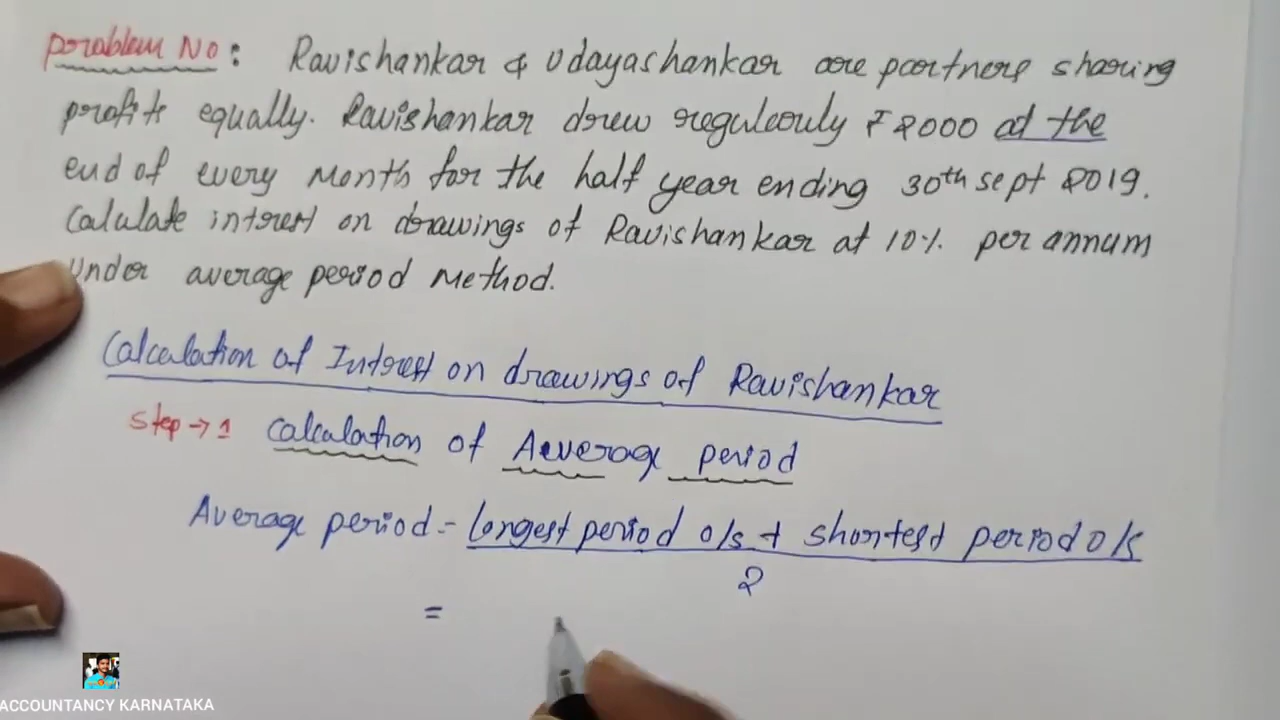 Problem No: Ravishankar & Udayashankar are partners sharing
profits equally. Ravishankar drew regularly ₹2000 at the
end of every Month for the half year ending 30th sept 2019.
Calulate interest on drawings of Ravishankar at 10% per annum
Under average period Method.
Calculation of Interest on drawings of Ravishankar
Step → 1 Calculation of Aeverage period
Average period = Longest period o/s + shortest period o/s
2
=
ACCOUNTANCY KARNATAKA